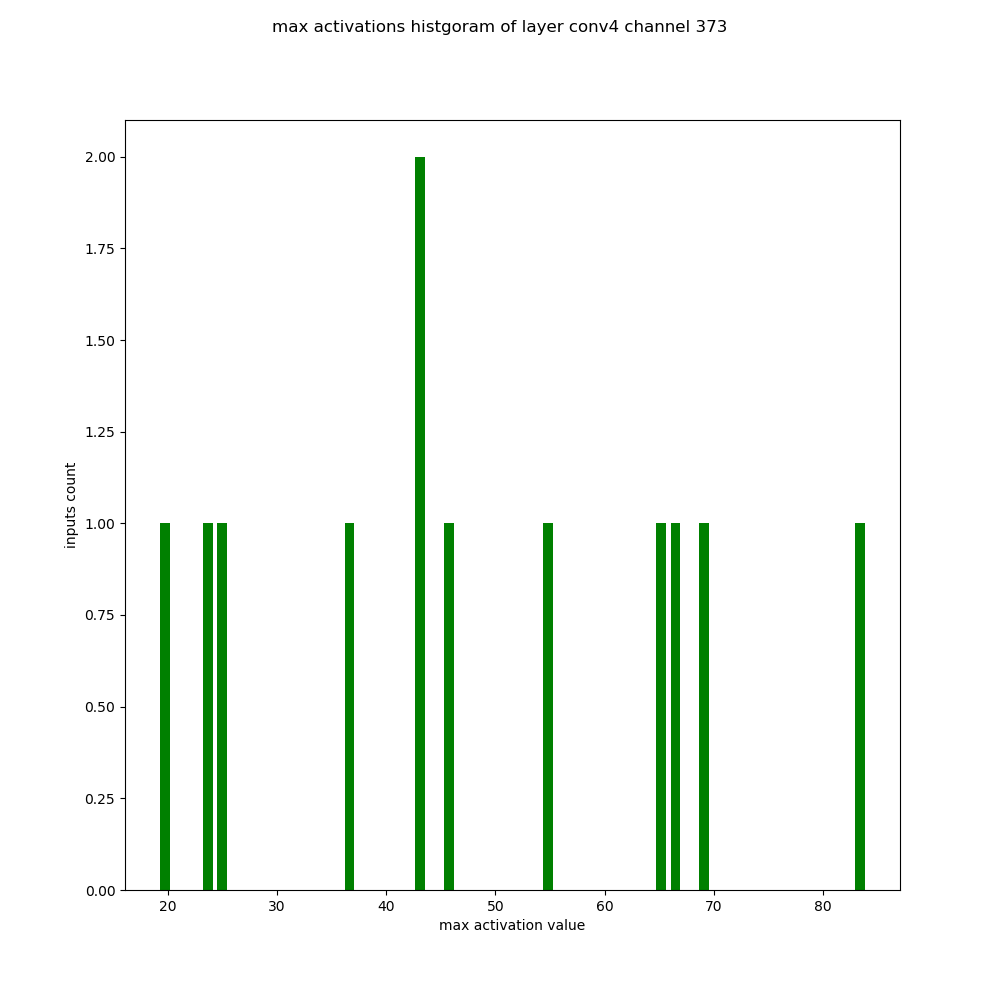 max activations histgoram of layer conv4 channel 373
2.00
1.75
1.50
1.25
1.00
0.75
0.50
0.25
0.00
inputs count
20 30 40 50 60 70 80
max activation value